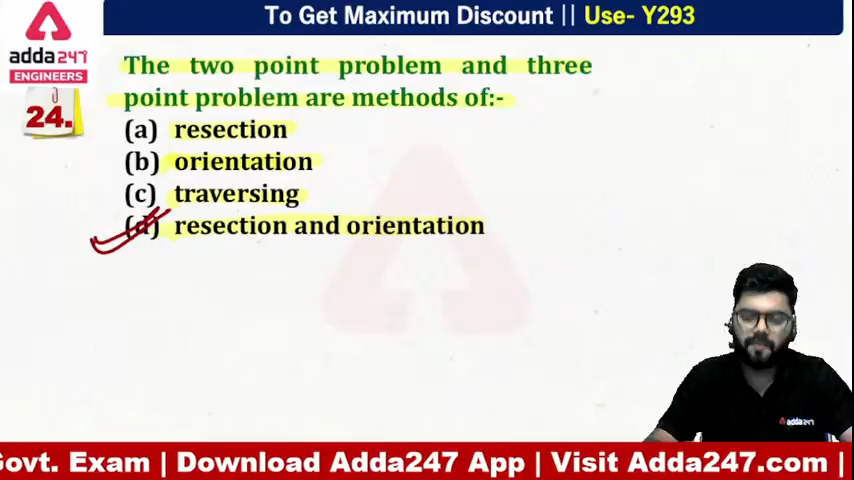 To Get Maximum Discount || Use- Y293
adda247
ENGINEERS
24.
The two point problem and three
point problem are methods of:-
(a) resection
(b) orientation
(c) traversing
(d) resection and orientation
adda247
Govt. Exam | Download Adda247 App | Visit Adda247.com |